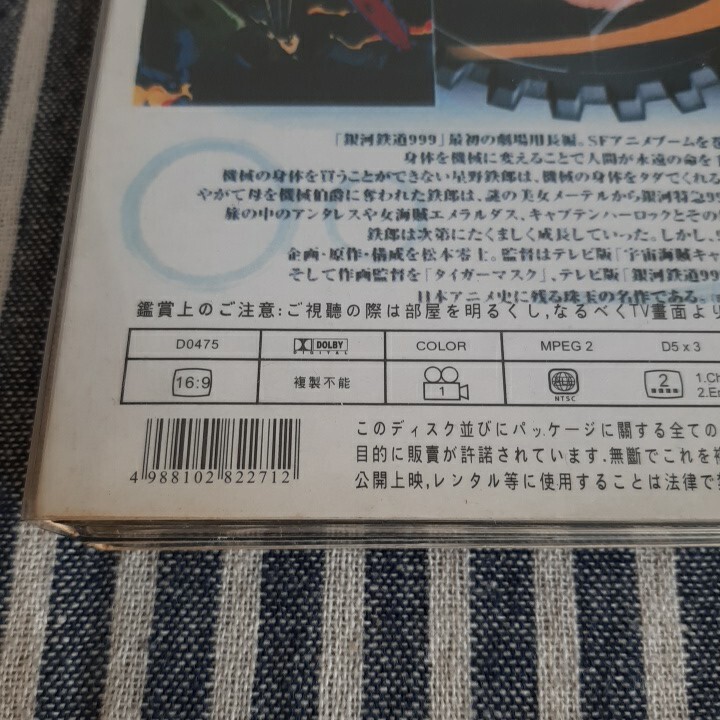 「銀河鉄道999」最初の劇場用長編。SFアニメブームを
身体を機械に変えることで人間が永遠の命を
機械の身体を買うことができない星野鉄郎は、機械の身体をタダでくれる
やがて母を機械伯爵に奪われた鉄郎は、謎の美女メーテルから銀河特急99
旅の中のアンタレスや女海賊エメラルダス、キャプテンハーロックとその
鉄郎は次第にたくましく成長していった。しかし、
企画・原作・構成を松本零士。監督はテレビ版「宇宙海賊キャ
そして作画監督を「タイガーマスク」、テレビ版「銀河鉄道99
日本アニメ史に残る珠玉の名作である。
鑑賞上のご注意:ご視聴の際は部屋を明るくし,なるべくTV畫面より
D0475 DOLBY DIGITAL COLOR MPEG 2 D5 x 3
16:9 複製不能 1 NTSC 2 1.Ch
2.E
このディスク並びにパッケージに關する全ての
目的に販賣が許諾されています.無斷でこれを複
公開上映,レンタル等に使用することは法律で
4 988102 822712